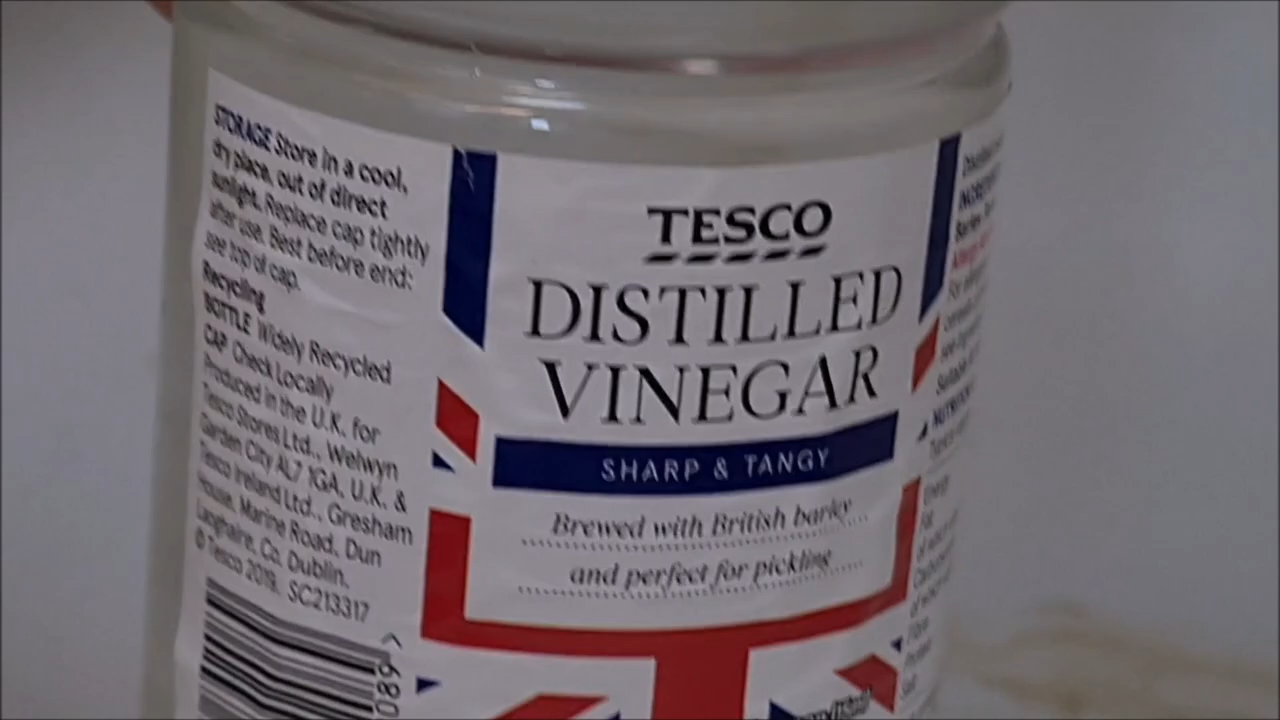 STORAGE Store in a cool,
dry place, out of direct
sunlight. Replace cap tightly
after use. Best before end:
see top of cap.
Recycling
BOTTLE Widely Recycled
CAP Check Locally
Produced in the U.K. for
Tesco Stores Ltd., Welwyn
Garden City AL7 1GA, U.K. &
Tesco Ireland Ltd., Gresham
House, Marine Road, Dun
Laoghaire, Co. Dublin.
© Tesco 2019. SC213317
089 >
TESCO
DISTILLED
VINEGAR
SHARP & TANGY
Brewed with British barley
and perfect for pickling